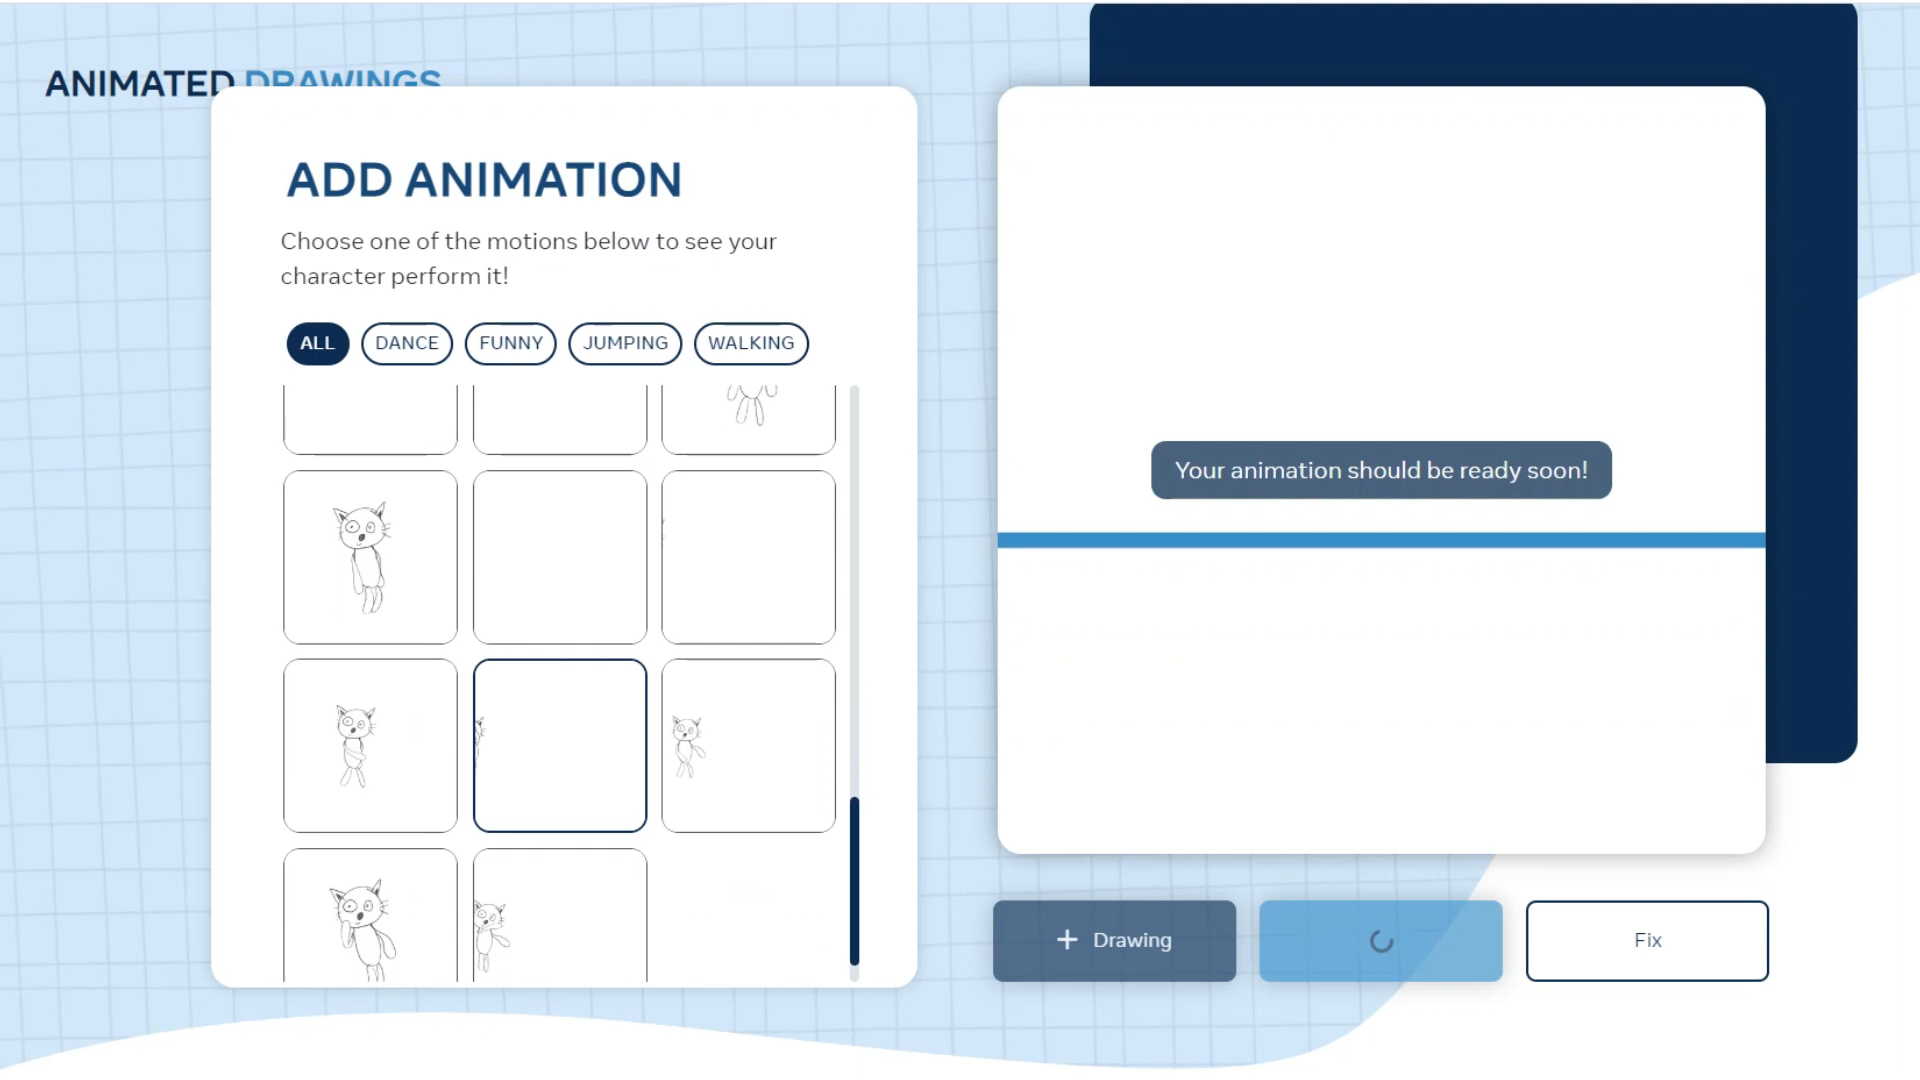 ANIMATED DRAWINGS
ADD ANIMATION
Choose one of the motions below to see your
character perform it!
ALL
DANCE
FUNNY
JUMPING
WALKING
Your animation should be ready soon!
+ Drawing
Fix